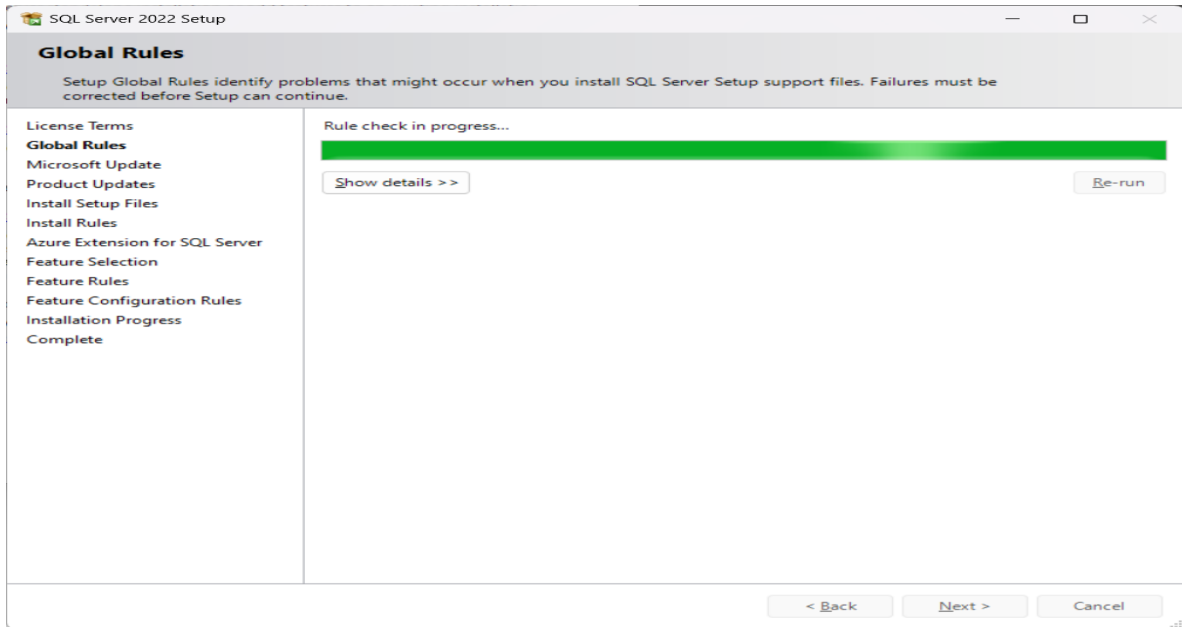 SQL Server 2022 Setup
Global Rules
Setup Global Rules identify problems that might occur when you install SQL Server Setup support files. Failures must be
corrected before Setup can continue.
License Terms
Global Rules
Microsoft Update
Product Updates
Install Setup Files
Install Rules
Azure Extension for SQL Server
Feature Selection
Feature Rules
Feature Configuration Rules
Installation Progress
Complete
Rule check in progress...
Show details >>
Re-run
< Back
Next >
Cancel